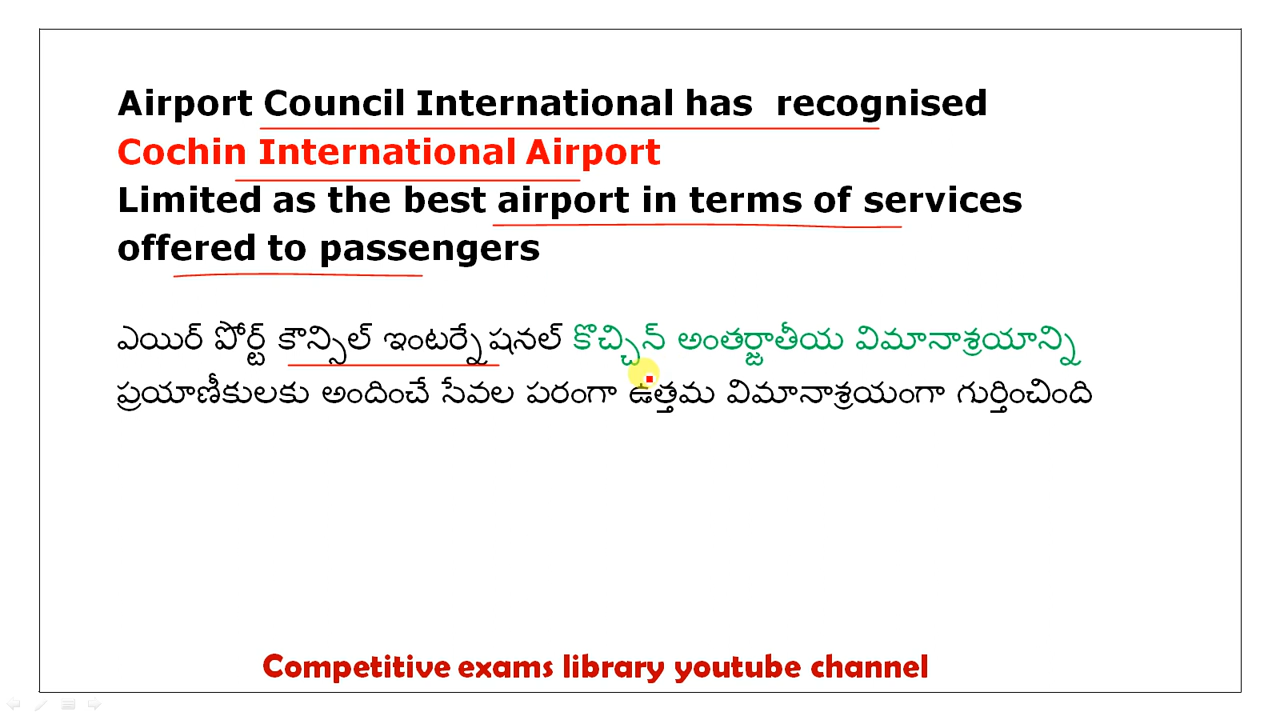 Airport Council International has recognised
Cochin International Airport
Limited as the best airport in terms of services
offered to passengers
ఎయిర్ పోర్ట్ కౌన్సిల్ ఇంటర్నేషనల్ కొచ్చిన్ అంతర్జాతీయ విమానాశ్రయాన్ని
ప్రయాణీకులకు అందించే సేవల పరంగా ఉత్తమ విమానాశ్రయంగా గుర్తించింది
Competitive exams library youtube channel